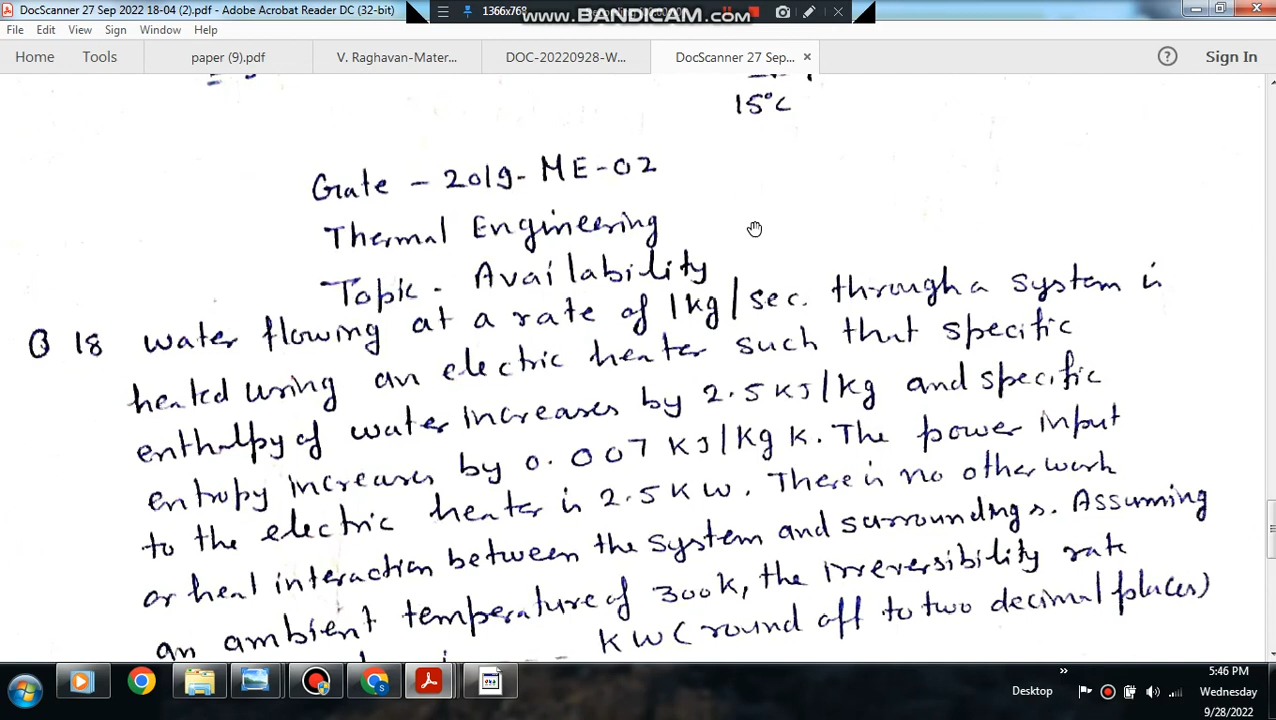 DocScanner 27 Sep 2022 18-04 (2).pdf - Adobe Acrobat Reader DC (32-bit)
1366x768
www.BANDICAM.com
File Edit View Sign Window Help
Home Tools paper (9).pdf V. Raghavan-Mater... DOC-20220928-W... DocScanner 27 Sep... × Sign In
15°C
Gate - 2019- ME-02
Thermal Engineering
Topic - Availability
Q 18 water flowing at a rate of 1kg/sec. through a system is
heated using an electric heater such that specific
enthalpy of water increases by 2.5 KJ/kg and specific
entropy increases by 0.007 KJ/Kg K. The power input
to the electric heater is 2.5 KW. There is no other work
or heat interaction between the system and surroundings. Assuming
an ambient temperature of 300K, the irreversibility rate
KW (round off to two decimal places)
»
Desktop
5:46 PM
Wednesday
9/28/2022